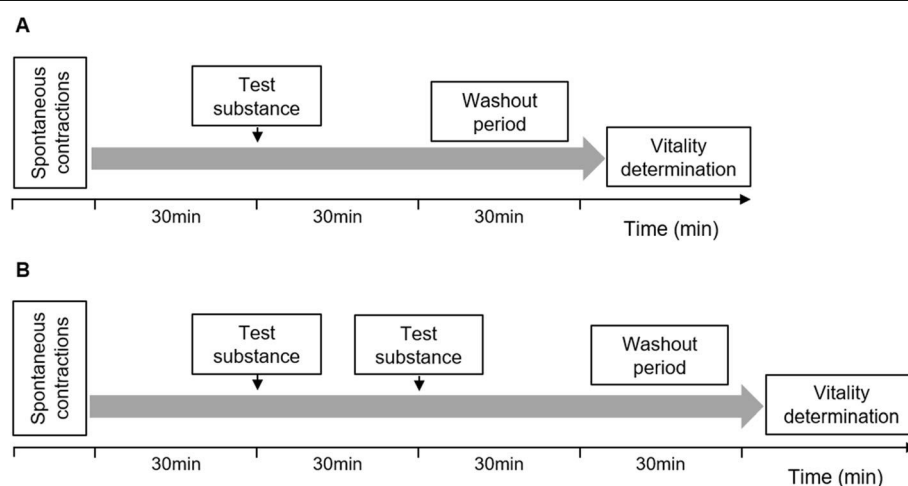 A
Spontaneous
contractions
Test
substance
Washout
period
Vitality
determination
30min
30min
30min
Time (min)
B
Spontaneous
contractions
Test
substance
Test
substance
Washout
period
Vitality
determination
30min
30min
30min
30min
Time (min)